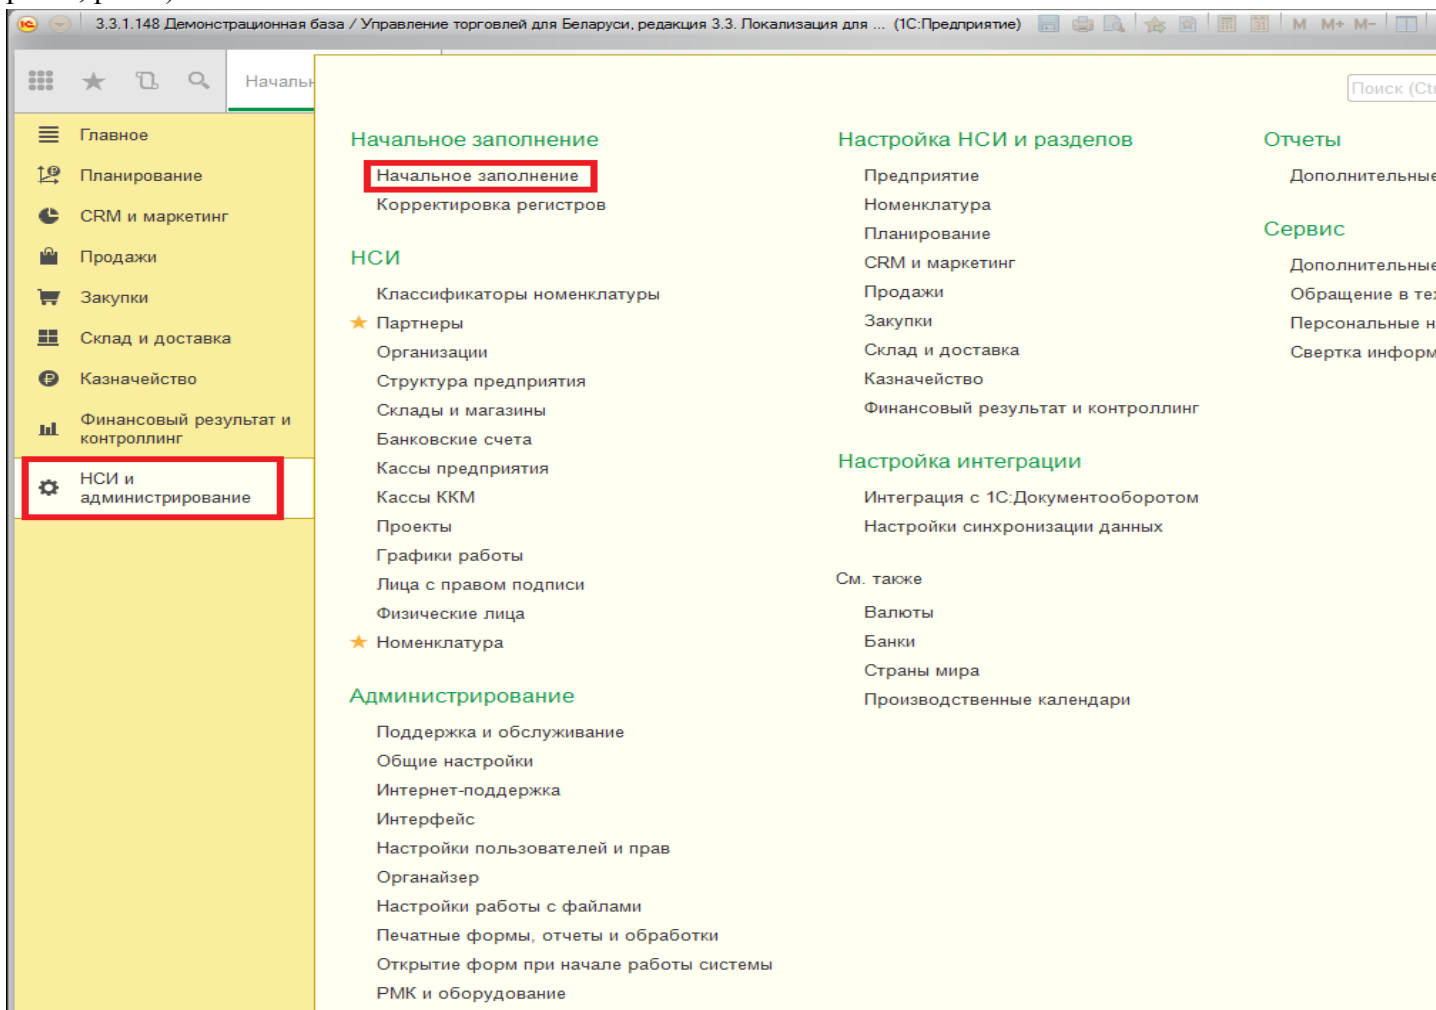 3.3.1.148 Демонстрационная база / Управление торговлей для Беларуси, редакция 3.3. Локализация для ... (1С:Предприятие)
M M+ M-
Началь
Поиск (Ct
Главное
Планирование
CRM и маркетинг
Продажи
Закупки
Склад и доставка
Казначейство
Финансовый результат и
контроллинг
НСИ и
администрирование
Начальное заполнение
Начальное заполнение
Корректировка регистров
НСИ
Классификаторы номенклатуры
Партнеры
Организации
Структура предприятия
Склады и магазины
Банковские счета
Кассы предприятия
Кассы ККМ
Проекты
Графики работы
Лица с правом подписи
Физические лица
Номенклатура
Администрирование
Поддержка и обслуживание
Общие настройки
Интернет-поддержка
Интерфейс
Настройки пользователей и прав
Органайзер
Настройки работы с файлами
Печатные формы, отчеты и обработки
Открытие форм при начале работы системы
РМК и оборудование
Настройка НСИ и разделов
Предприятие
Номенклатура
Планирование
CRM и маркетинг
Продажи
Закупки
Склад и доставка
Казначейство
Финансовый результат и контроллинг
Настройка интеграции
Интеграция с 1С:Документооборотом
Настройки синхронизации данных
См. также
Валюты
Банки
Страны мира
Производственные календари
Отчеты
Дополнительные
Сервис
Дополнительные
Обращение в тех
Персональные н
Свертка информ